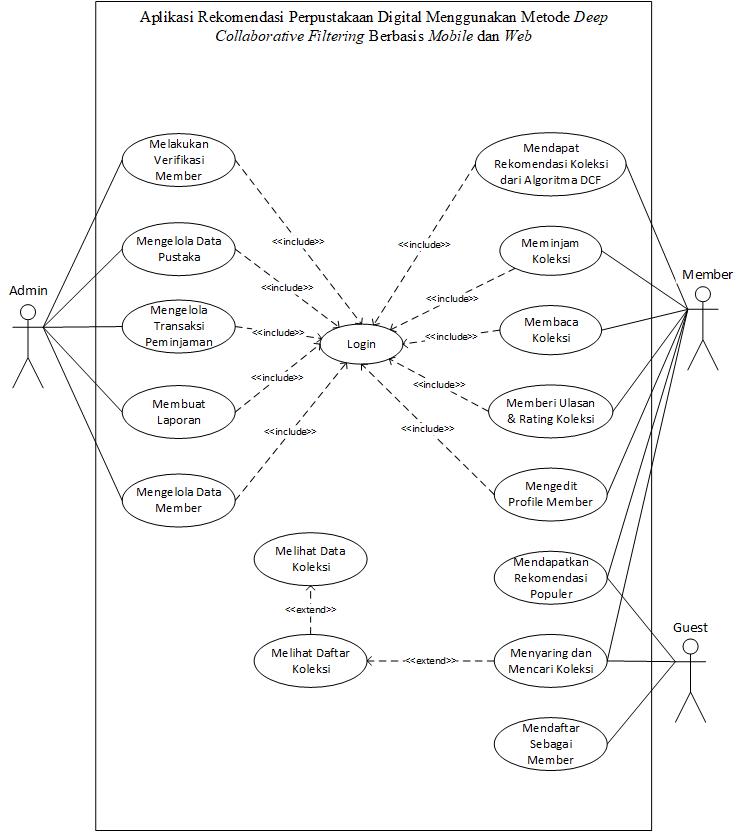 Aplikasi Rekomendasi Perpustakaan Digital Menggunakan Metode Deep
Collaborative Filtering Berbasis Mobile dan Web
Melakukan
Verifikasi
Member
Mendapat
Rekomendasi Koleksi
dari Algoritma DCF
<<include>>
<<include>>
Mengelola Data
Pustaka
Meminjam
Koleksi
Admin
Member
<<include>>
<<include>>
Mengelola
Transaksi
Peminjaman
<<include>>
Login
<<include>>
Membaca
Koleksi
<<include>>
<<include>>
Membuat
Laporan
Memberi Ulasan
& Rating Koleksi
<<include>>
<<include>>
Mengelola Data
Member
Mengedit
Profile Member
Melihat Data
Koleksi
Mendapatkan
Rekomendasi
Populer
<<extend>>
Guest
Melihat Daftar
Koleksi
<<extend>>
Menyaring dan
Mencari Koleksi
Mendaftar
Sebagai
Member